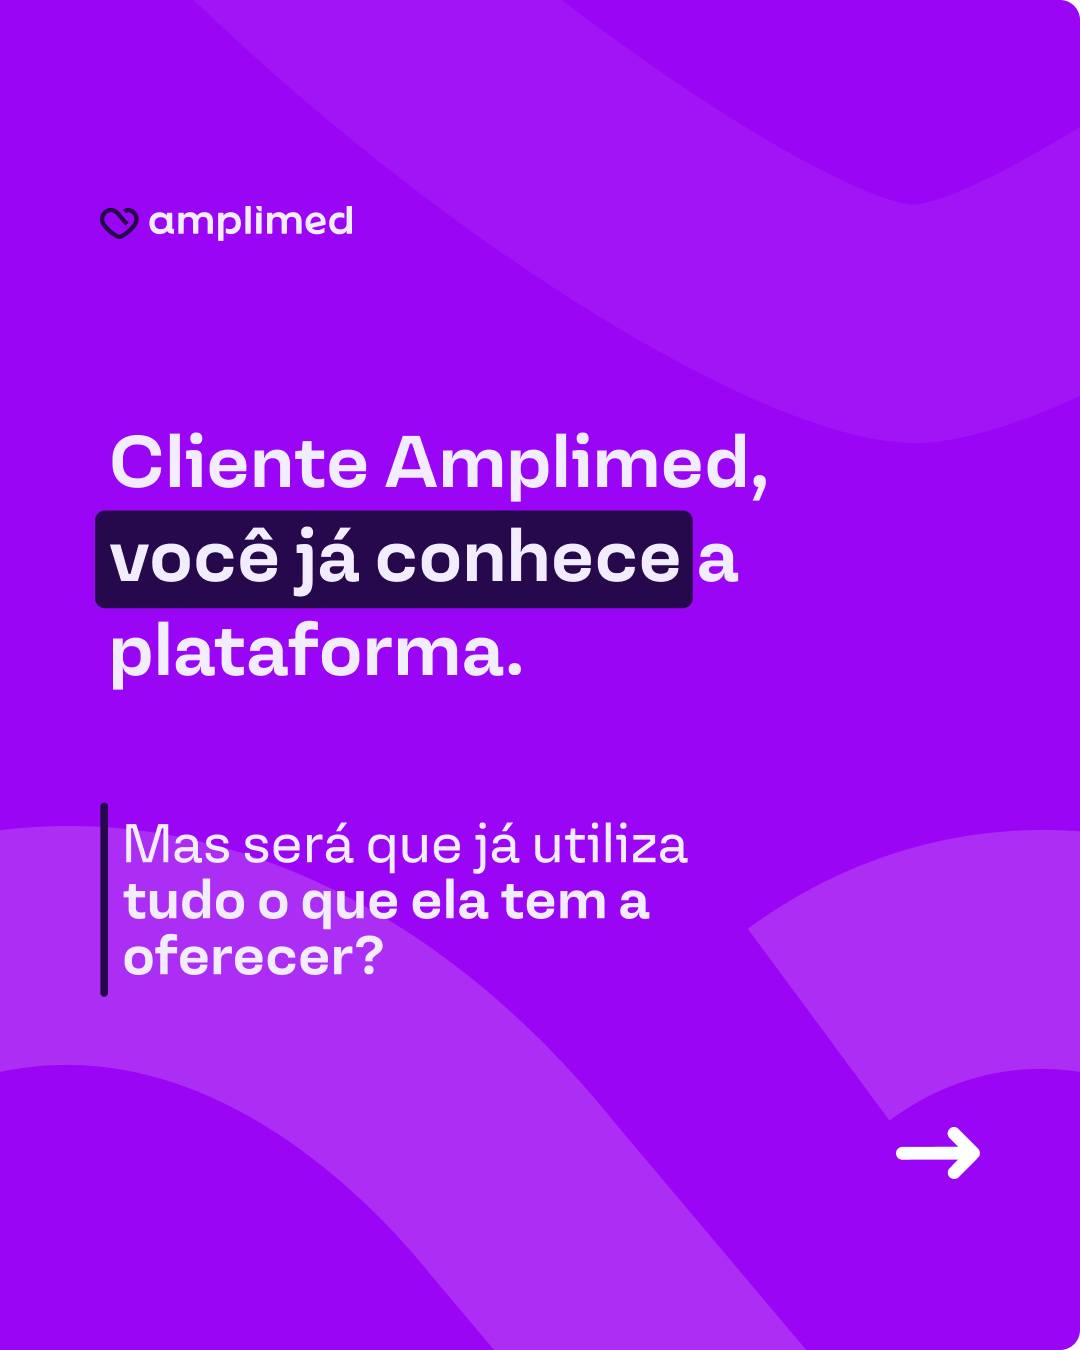 amplimed
Cliente Amplimed,
você já conhece a
plataforma.
Mas será que já utiliza
tudo o que ela tem a
oferecer?